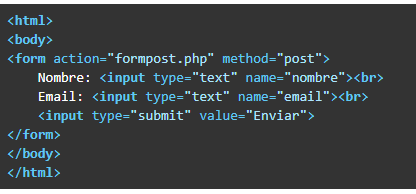 <html>
<body>
<form action="formpost.php" method="post">
    Nombre: <input type="text" name="nombre"><br>
    Email: <input type="text" name="email"><br>
    <input type="submit" value="Enviar">
</form>
</body>
</html>